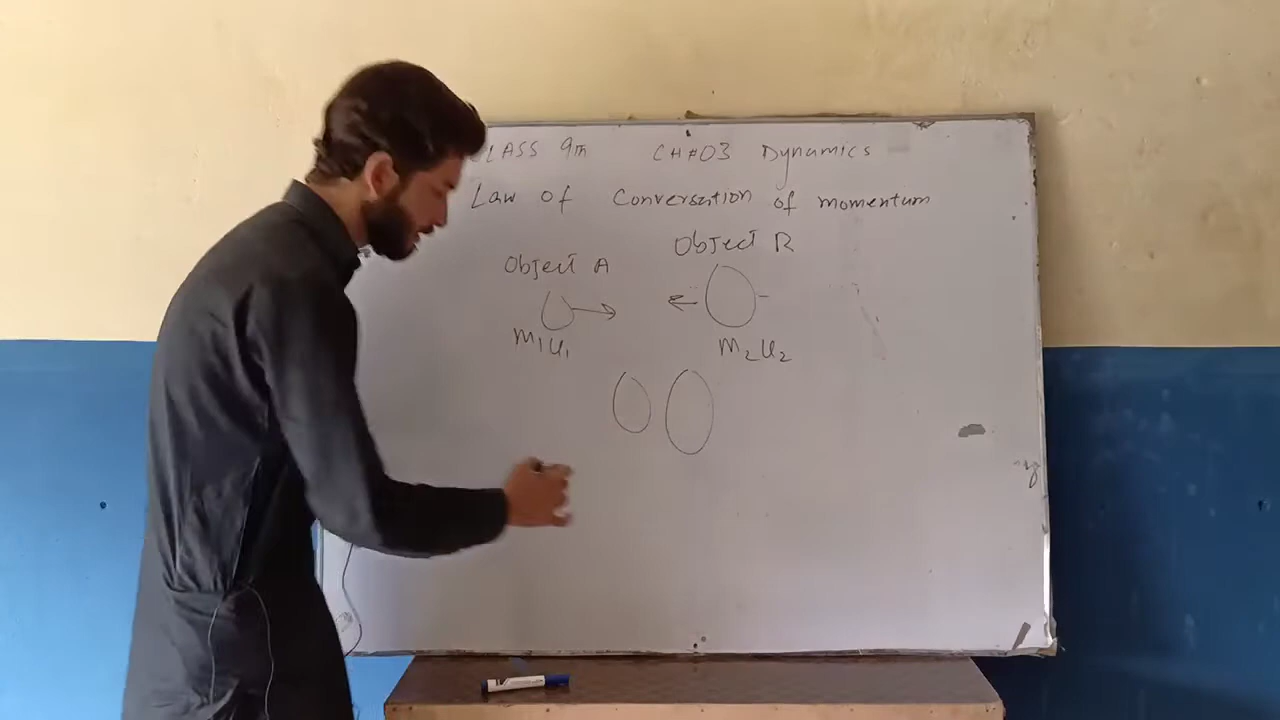 LASS 9th CH#03 Dynamics
Law of Conversation of momentum
Object A Object B
M1U1 M2U2